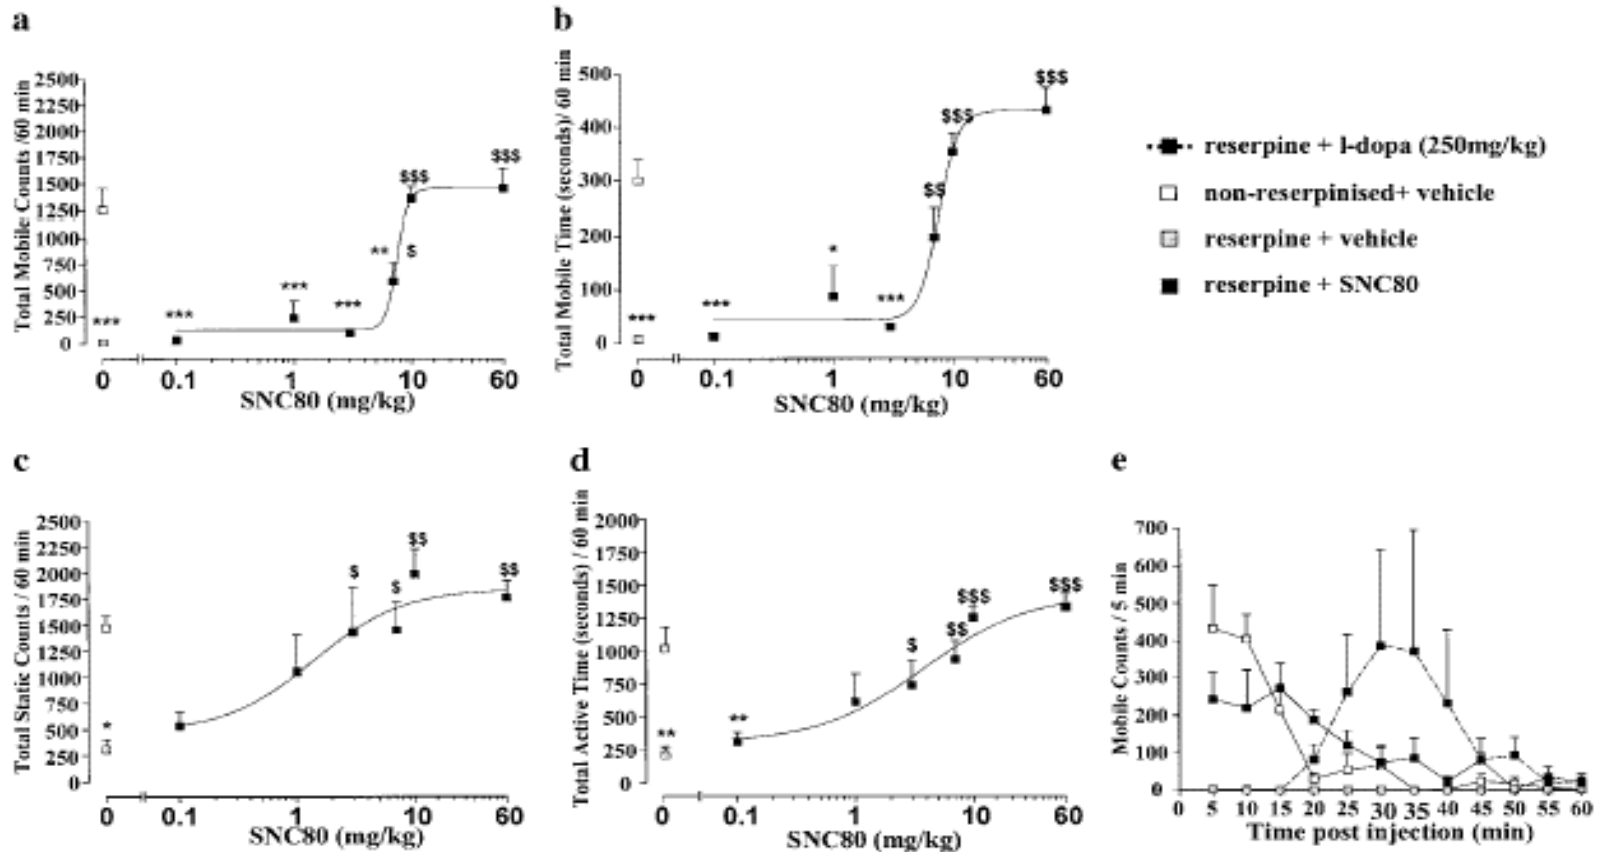 a
b
Total Mobile Counts /60 min
2500
2250
2000
1750
1500
1250
1000
750
500
250
0
***
***
***
***
**
$
$$$
$$$
0 0.1 1 10 60
SNC80 (mg/kg)
Total Mobile Time (seconds)/ 60 min
500
400
300
200
100
0
***
***
*
***
$$
$$$
$$$
0 0.1 1 10 60
SNC80 (mg/kg)
reserpine + l-dopa (250mg/kg)
non-reserpinised+ vehicle
reserpine + vehicle
reserpine + SNC80
c
d
e
Total Static Counts / 60 min
2500
2250
2000
1750
1500
1250
1000
750
500
250
0
*
$
$
$$
$$
0 0.1 1 10 60
SNC80 (mg/kg)
Total Active Time (seconds) / 60 min
2000
1750
1500
1250
1000
750
500
250
0
**
**
$
$$
$$$
$$$
0 0.1 1 10 60
SNC80 (mg/kg)
Mobile Counts / 5 min
700
600
500
400
300
200
100
0
0 5 10 15 20 25 30 35 40 45 50 55 60
Time post injection (min)